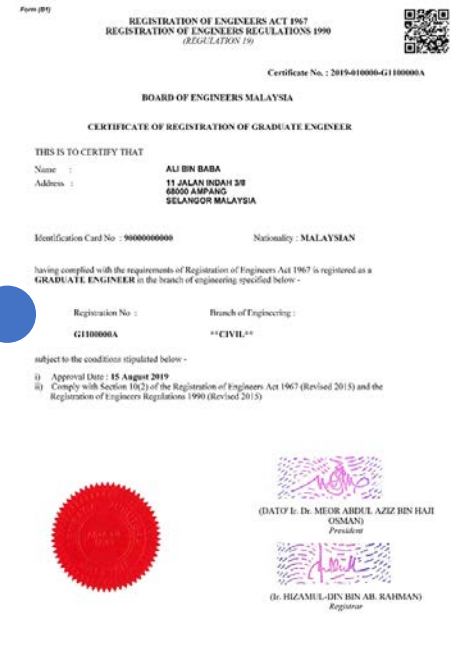 Form (B1)
REGISTRATION OF ENGINEERS ACT 1967
REGISTRATION OF ENGINEERS REGULATIONS 1990
(REGULATION 19)
Certificate No. : 2019-010000-G1100000A
BOARD OF ENGINEERS MALAYSIA
CERTIFICATE OF REGISTRATION OF GRADUATE ENGINEER
THIS IS TO CERTIFY THAT
Name : ALI BIN BABA
Address : 11 JALAN INDAH 3/8
68000 AMPANG
SELANGOR MALAYSIA
Identification Card No : 90000000000 Nationality : MALAYSIAN
having complied with the requirements of Registration of Engineers Act 1967 is registered as a
GRADUATE ENGINEER in the branch of engineering specified below -
Registration No : Branch of Engineering :
G1100000A **CIVIL**
subject to the conditions stipulated below -
i) Approval Date : 15 August 2019
ii) Comply with Section 10(2) of the Registration of Engineers Act 1967 (Revised 2015) and the
Registration of Engineers Regulations 1990 (Revised 2015)
(DATO' Ir. Dr. MEOR ABDUL AZIZ BIN HAJI
OSMAN)
President
(Ir. HIZAMUL-DIN BIN AB. RAHMAN)
Registrar